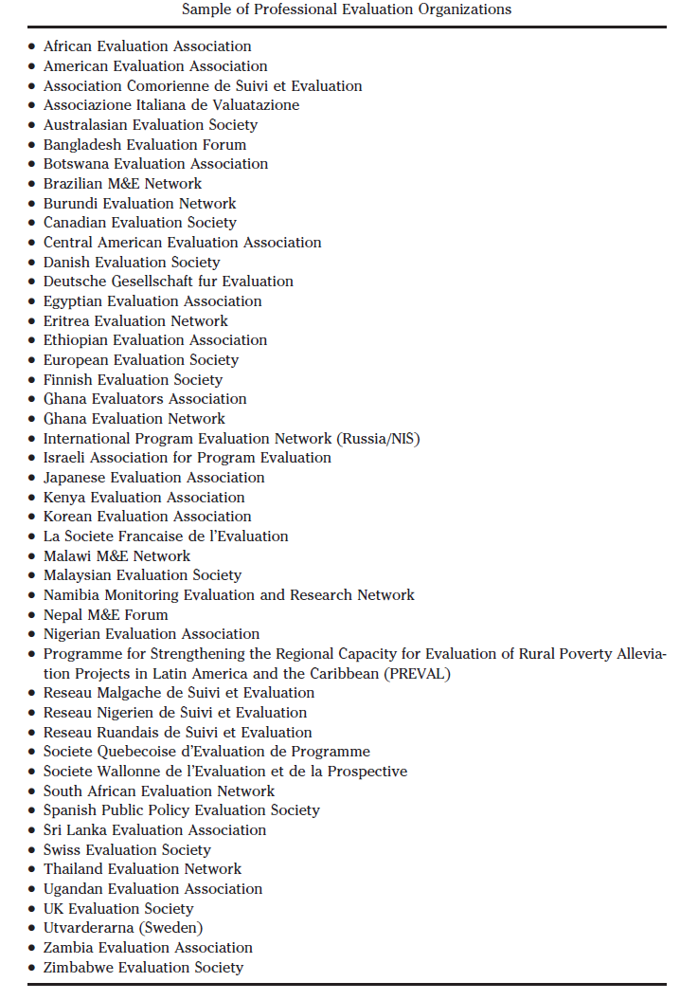 Sample of Professional Evaluation Organizations
● African Evaluation Association
● American Evaluation Association
● Association Comorienne de Suivi et Evaluation
● Associazione Italiana de Valuatazione
● Australasian Evaluation Society
● Bangladesh Evaluation Forum
● Botswana Evaluation Association
● Brazilian M&E Network
● Burundi Evaluation Network
● Canadian Evaluation Society
● Central American Evaluation Association
● Danish Evaluation Society
● Deutsche Gesellschaft fur Evaluation
● Egyptian Evaluation Association
● Eritrea Evaluation Network
● Ethiopian Evaluation Association
● European Evaluation Society
● Finnish Evaluation Society
● Ghana Evaluators Association
● Ghana Evaluation Network
● International Program Evaluation Network (Russia/NIS)
● Israeli Association for Program Evaluation
● Japanese Evaluation Association
● Kenya Evaluation Association
● Korean Evaluation Association
● La Societe Francaise de l'Evaluation
● Malawi M&E Network
● Malaysian Evaluation Society
● Namibia Monitoring Evaluation and Research Network
● Nepal M&E Forum
● Nigerian Evaluation Association
● Programme for Strengthening the Regional Capacity for Evaluation of Rural Poverty Allevia-
tion Projects in Latin America and the Caribbean (PREVAL)
● Reseau Malgache de Suivi et Evaluation
● Reseau Nigerien de Suivi et Evaluation
● Reseau Ruandais de Suivi et Evaluation
● Societe Quebecoise d'Evaluation de Programme
● Societe Wallonne de l'Evaluation et de la Prospective
● South African Evaluation Network
● Spanish Public Policy Evaluation Society
● Sri Lanka Evaluation Association
● Swiss Evaluation Society
● Thailand Evaluation Network
● Ugandan Evaluation Association
● UK Evaluation Society
● Utvarderarna (Sweden)
● Zambia Evaluation Association
● Zimbabwe Evaluation Society